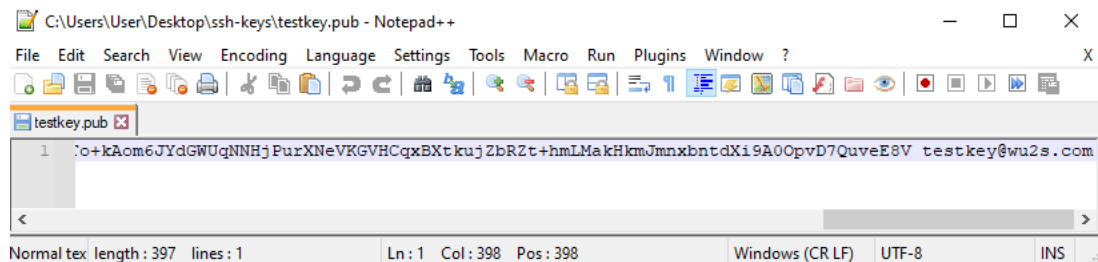 C:\Users\User\Desktop\ssh-keys\testkey.pub - Notepad++
File Edit Search View Encoding Language Settings Tools Macro Run Plugins Window ? X
testkey.pub
1 o+kAom6JYdGWUqNNHjPurXNeVKGVHCqxBXtkujZbRZt+hmLMakHkmJmnxbntdXi9A0OpvD7QuveE8V testkey@wu2s.com
Normal tex length : 397 lines : 1 Ln : 1 Col : 398 Pos : 398 Windows (CR LF) UTF-8 INS